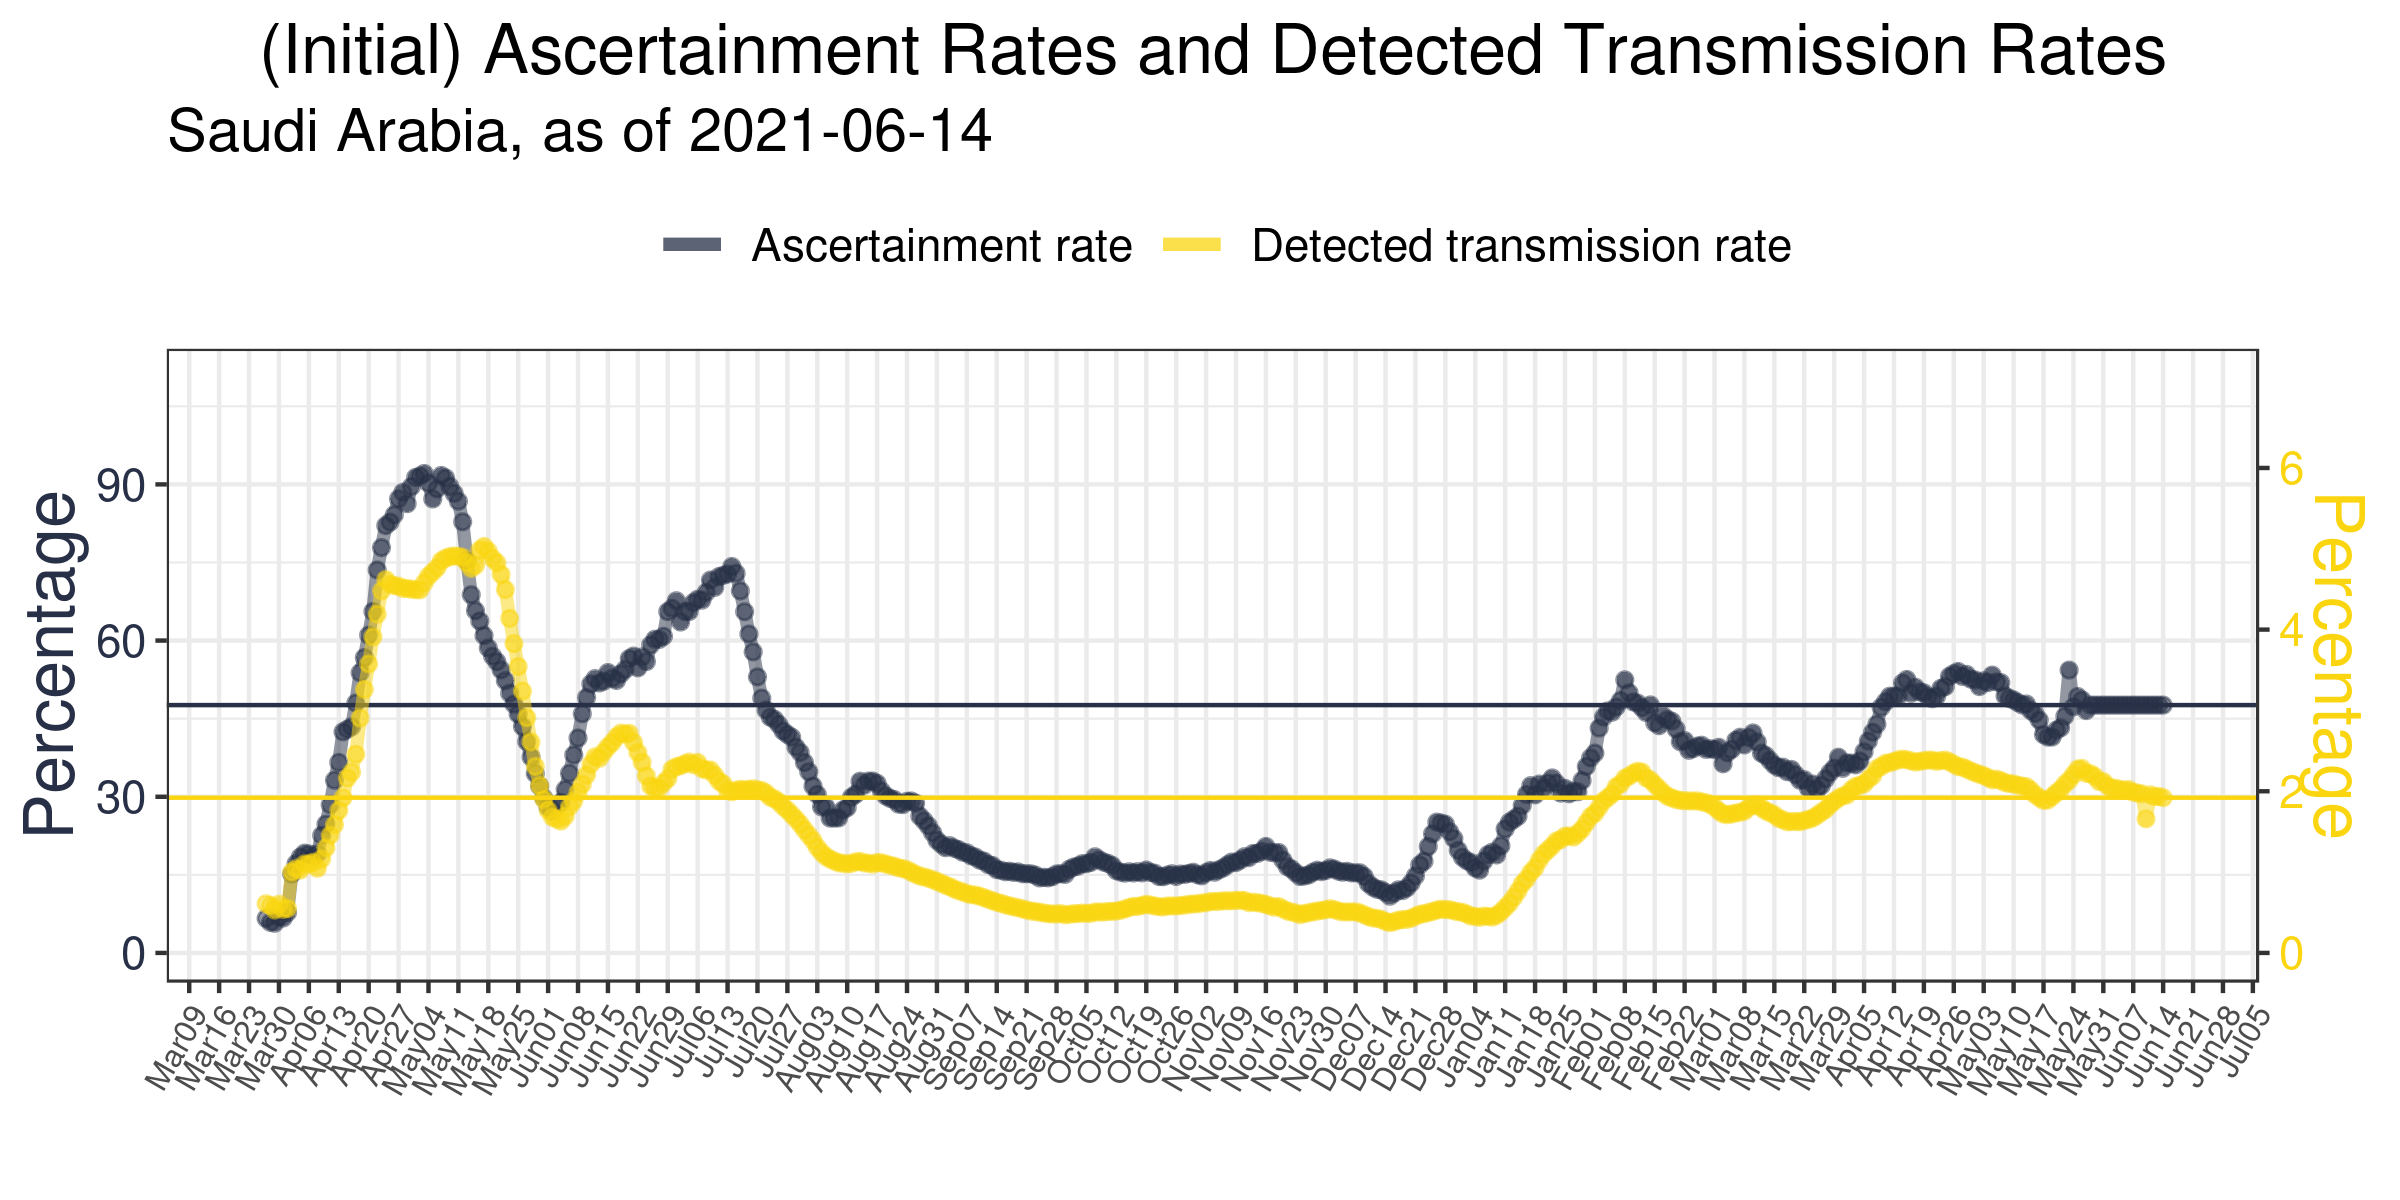 (Initial) Ascertainment Rates and Detected Transmission Rates
Saudi Arabia, as of 2021-06-14
Ascertainment rate
Detected transmission rate
Percentage
90
60
30
0
6
4
2
0
Percentage
Mar09
Mar16
Mar23
Mar30
Apr06
Apr13
Apr20
Apr27
May04
May11
May18
May25
Jun01
Jun08
Jun15
Jun22
Jun29
Jul06
Jul13
Jul20
Jul27
Aug03
Aug10
Aug17
Aug24
Aug31
Sep07
Sep14
Sep21
Sep28
Oct05
Oct12
Oct19
Oct26
Nov02
Nov09
Nov16
Nov23
Nov30
Dec07
Dec14
Dec21
Dec28
Jan04
Jan11
Jan18
Jan25
Feb01
Feb08
Feb15
Feb22
Mar01
Mar08
Mar15
Mar22
Mar29
Apr05
Apr12
Apr19
Apr26
May03
May10
May17
May24
May31
Jun07
Jun14
Jun21
Jun28
Jul05